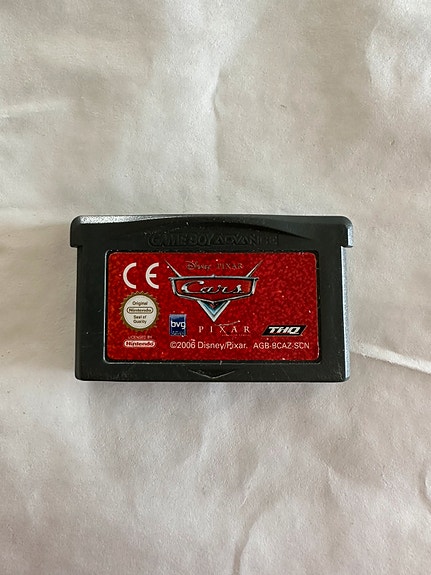 GAME BOY ADVANCE
CE
Disney PIXAR
Cars
Original
Nintendo
Seal of
Quality
bvg
PIXAR
THQ
LICENSED BY
Nintendo
©2006 Disney/Pixar. AGB-BCAZ-SCN